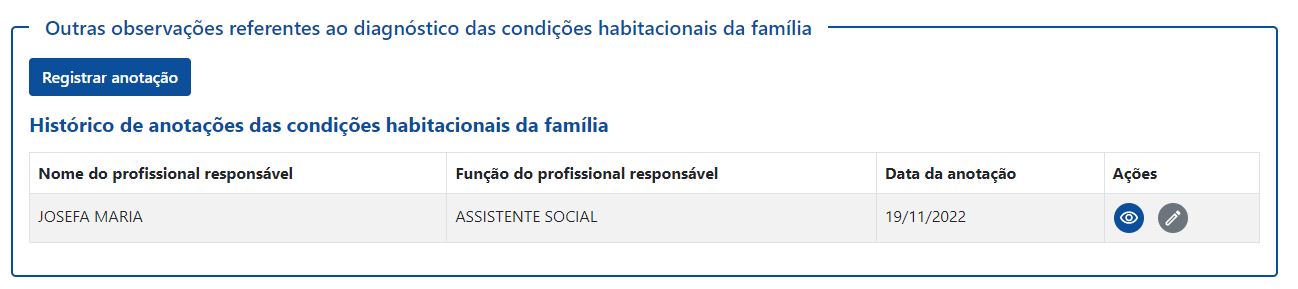 Outras observações referentes ao diagnóstico das condições habitacionais da família
Registrar anotação
Histórico de anotações das condições habitacionais da família
Nome do profissional responsável Função do profissional responsável Data da anotação Ações
JOSEFA MARIA ASSISTENTE SOCIAL 19/11/2022